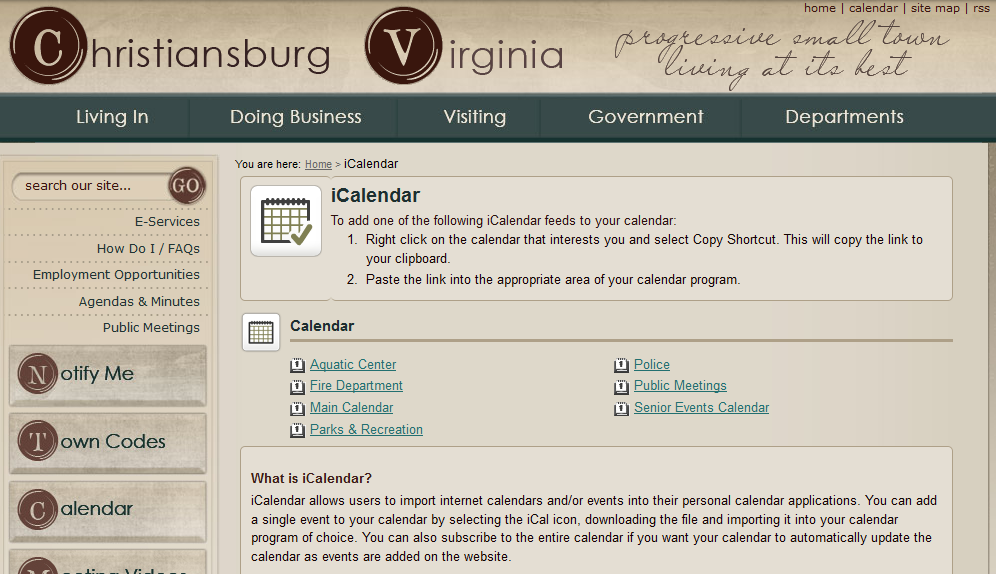 home | calendar | site map | rss
Christiansburg Virginia
progressive small town
living at its best
Living In Doing Business Visiting Government Departments
You are here: Home > iCalendar
search our site... GO
E-Services
How Do I / FAQs
Employment Opportunities
Agendas & Minutes
Public Meetings
Notify Me
Town Codes
Calendar
Meeting Videos
iCalendar
To add one of the following iCalendar feeds to your calendar:
1. Right click on the calendar that interests you and select Copy Shortcut. This will copy the link to
your clipboard.
2. Paste the link into the appropriate area of your calendar program.
Calendar
Aquatic Center
Fire Department
Main Calendar
Parks & Recreation
Police
Public Meetings
Senior Events Calendar
What is iCalendar?
iCalendar allows users to import internet calendars and/or events into their personal calendar applications. You can add
a single event to your calendar by selecting the iCal icon, downloading the file and importing it into your calendar
program of choice. You can also subscribe to the entire calendar if you want your calendar to automatically update the
calendar as events are added on the website.